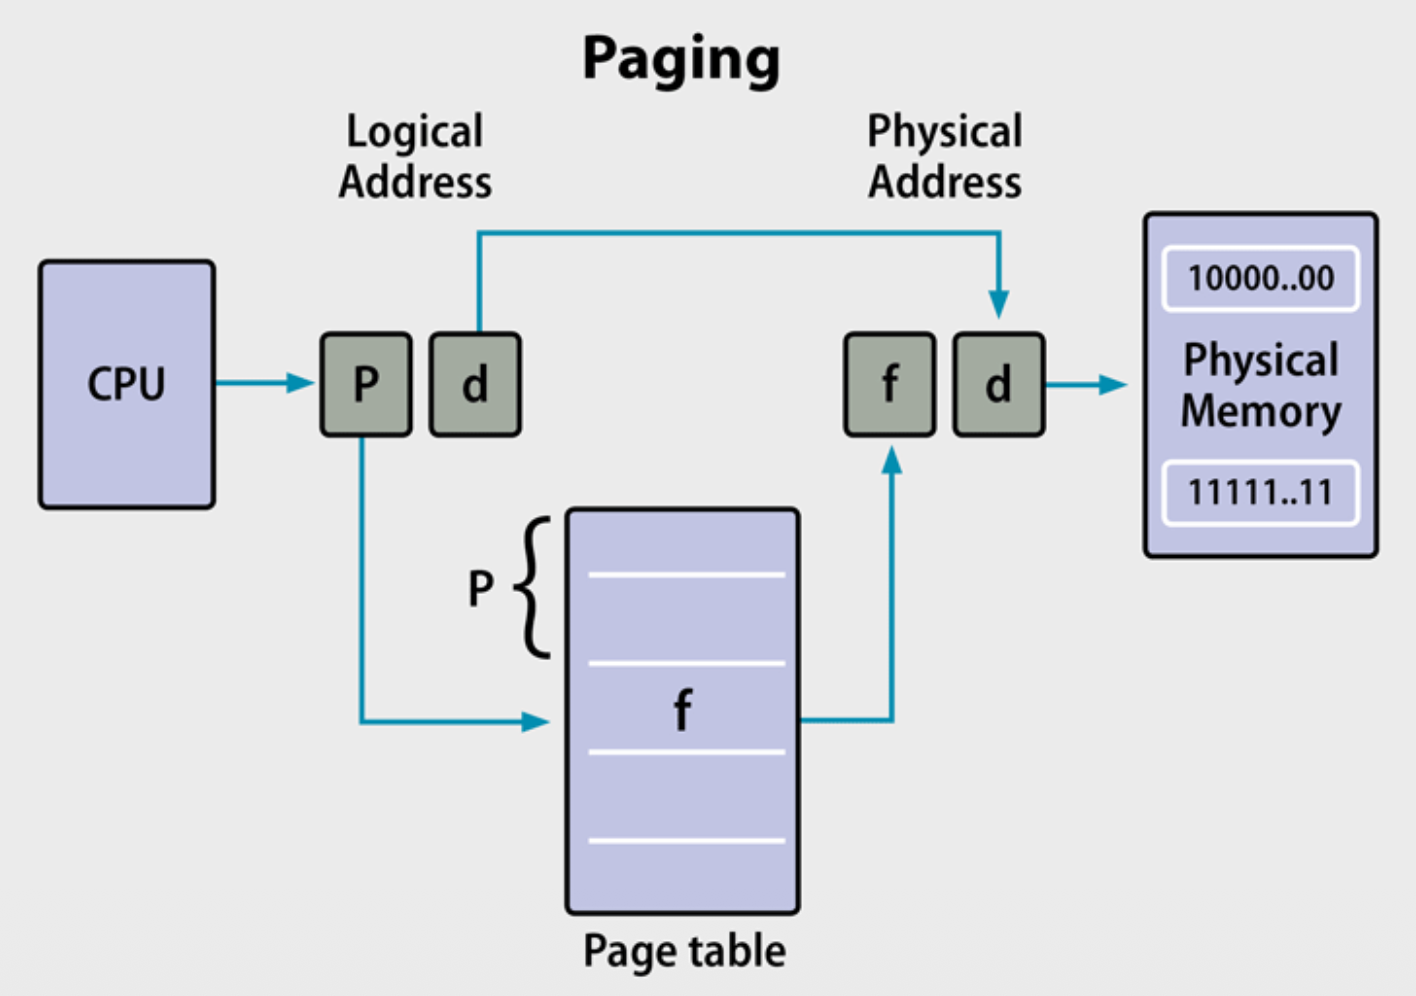 Paging
Logical
Address
Physical
Address
CPU
P
d
f
d
10000..00
Physical
Memory
11111..11
P
{
f
Page table